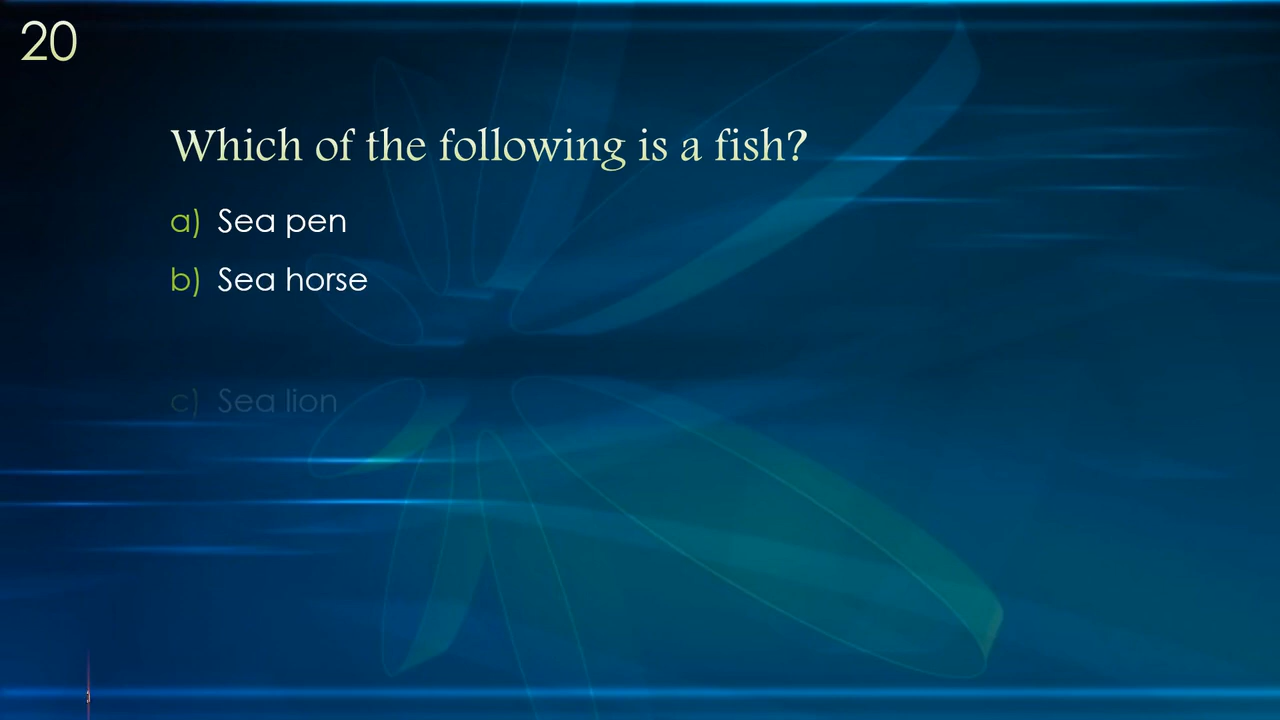 20
Which of the following is a fish?
a) Sea pen
b) Sea horse
c) Sea lion